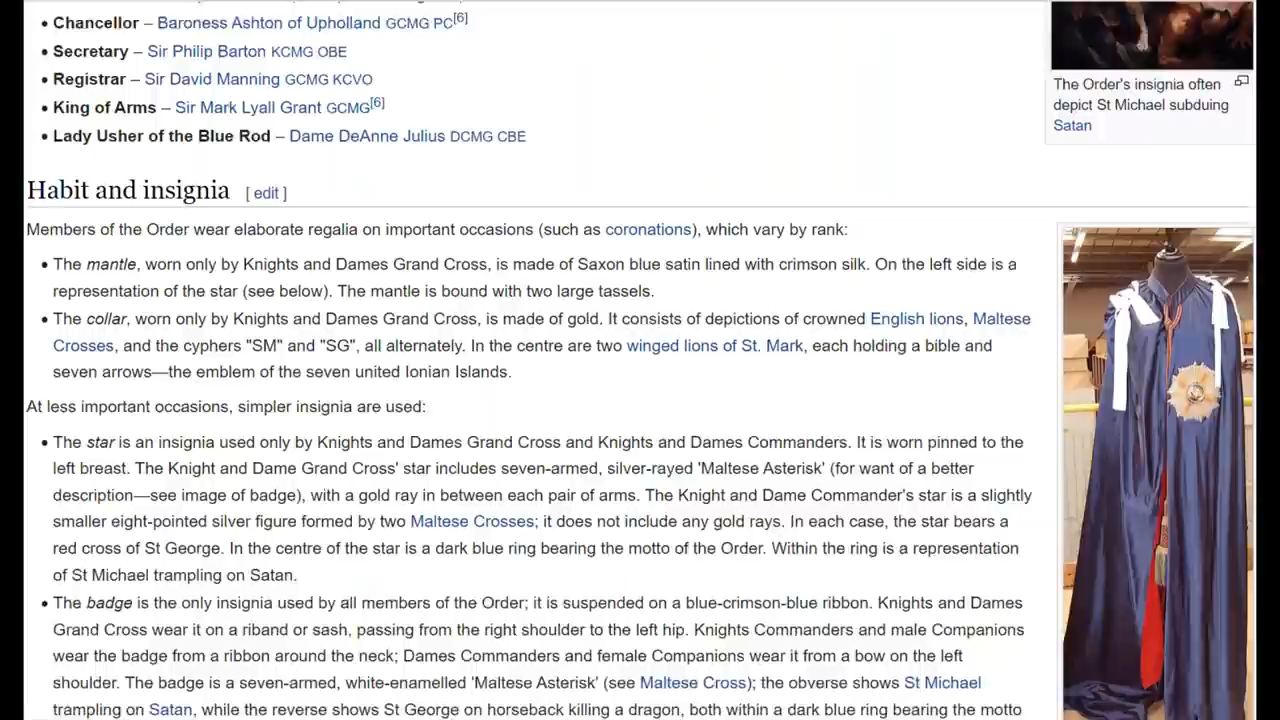 • Chancellor – Baroness Ashton of Upholland GCMG PC[6]
• Secretary – Sir Philip Barton KCMG OBE
• Registrar – Sir David Manning GCMG KCVO
• King of Arms – Sir Mark Lyall Grant GCMG[6]
• Lady Usher of the Blue Rod – Dame DeAnne Julius DCMG CBE
The Order's insignia often
depict St Michael subduing
Satan
Habit and insignia [ edit ]
Members of the Order wear elaborate regalia on important occasions (such as coronations), which vary by rank:
• The mantle, worn only by Knights and Dames Grand Cross, is made of Saxon blue satin lined with crimson silk. On the left side is a
representation of the star (see below). The mantle is bound with two large tassels.
• The collar, worn only by Knights and Dames Grand Cross, is made of gold. It consists of depictions of crowned English lions, Maltese
Crosses, and the cyphers "SM" and "SG", all alternately. In the centre are two winged lions of St. Mark, each holding a bible and
seven arrows—the emblem of the seven united Ionian Islands.
At less important occasions, simpler insignia are used:
• The star is an insignia used only by Knights and Dames Grand Cross and Knights and Dames Commanders. It is worn pinned to the
left breast. The Knight and Dame Grand Cross' star includes seven-armed, silver-rayed 'Maltese Asterisk' (for want of a better
description—see image of badge), with a gold ray in between each pair of arms. The Knight and Dame Commander's star is a slightly
smaller eight-pointed silver figure formed by two Maltese Crosses; it does not include any gold rays. In each case, the star bears a
red cross of St George. In the centre of the star is a dark blue ring bearing the motto of the Order. Within the ring is a representation
of St Michael trampling on Satan.
• The badge is the only insignia used by all members of the Order; it is suspended on a blue-crimson-blue ribbon. Knights and Dames
Grand Cross wear it on a riband or sash, passing from the right shoulder to the left hip. Knights Commanders and male Companions
wear the badge from a ribbon around the neck; Dames Commanders and female Companions wear it from a bow on the left
shoulder. The badge is a seven-armed, white-enamelled 'Maltese Asterisk' (see Maltese Cross); the obverse shows St Michael
trampling on Satan, while the reverse shows St George on horseback killing a dragon, both within a dark blue ring bearing the motto